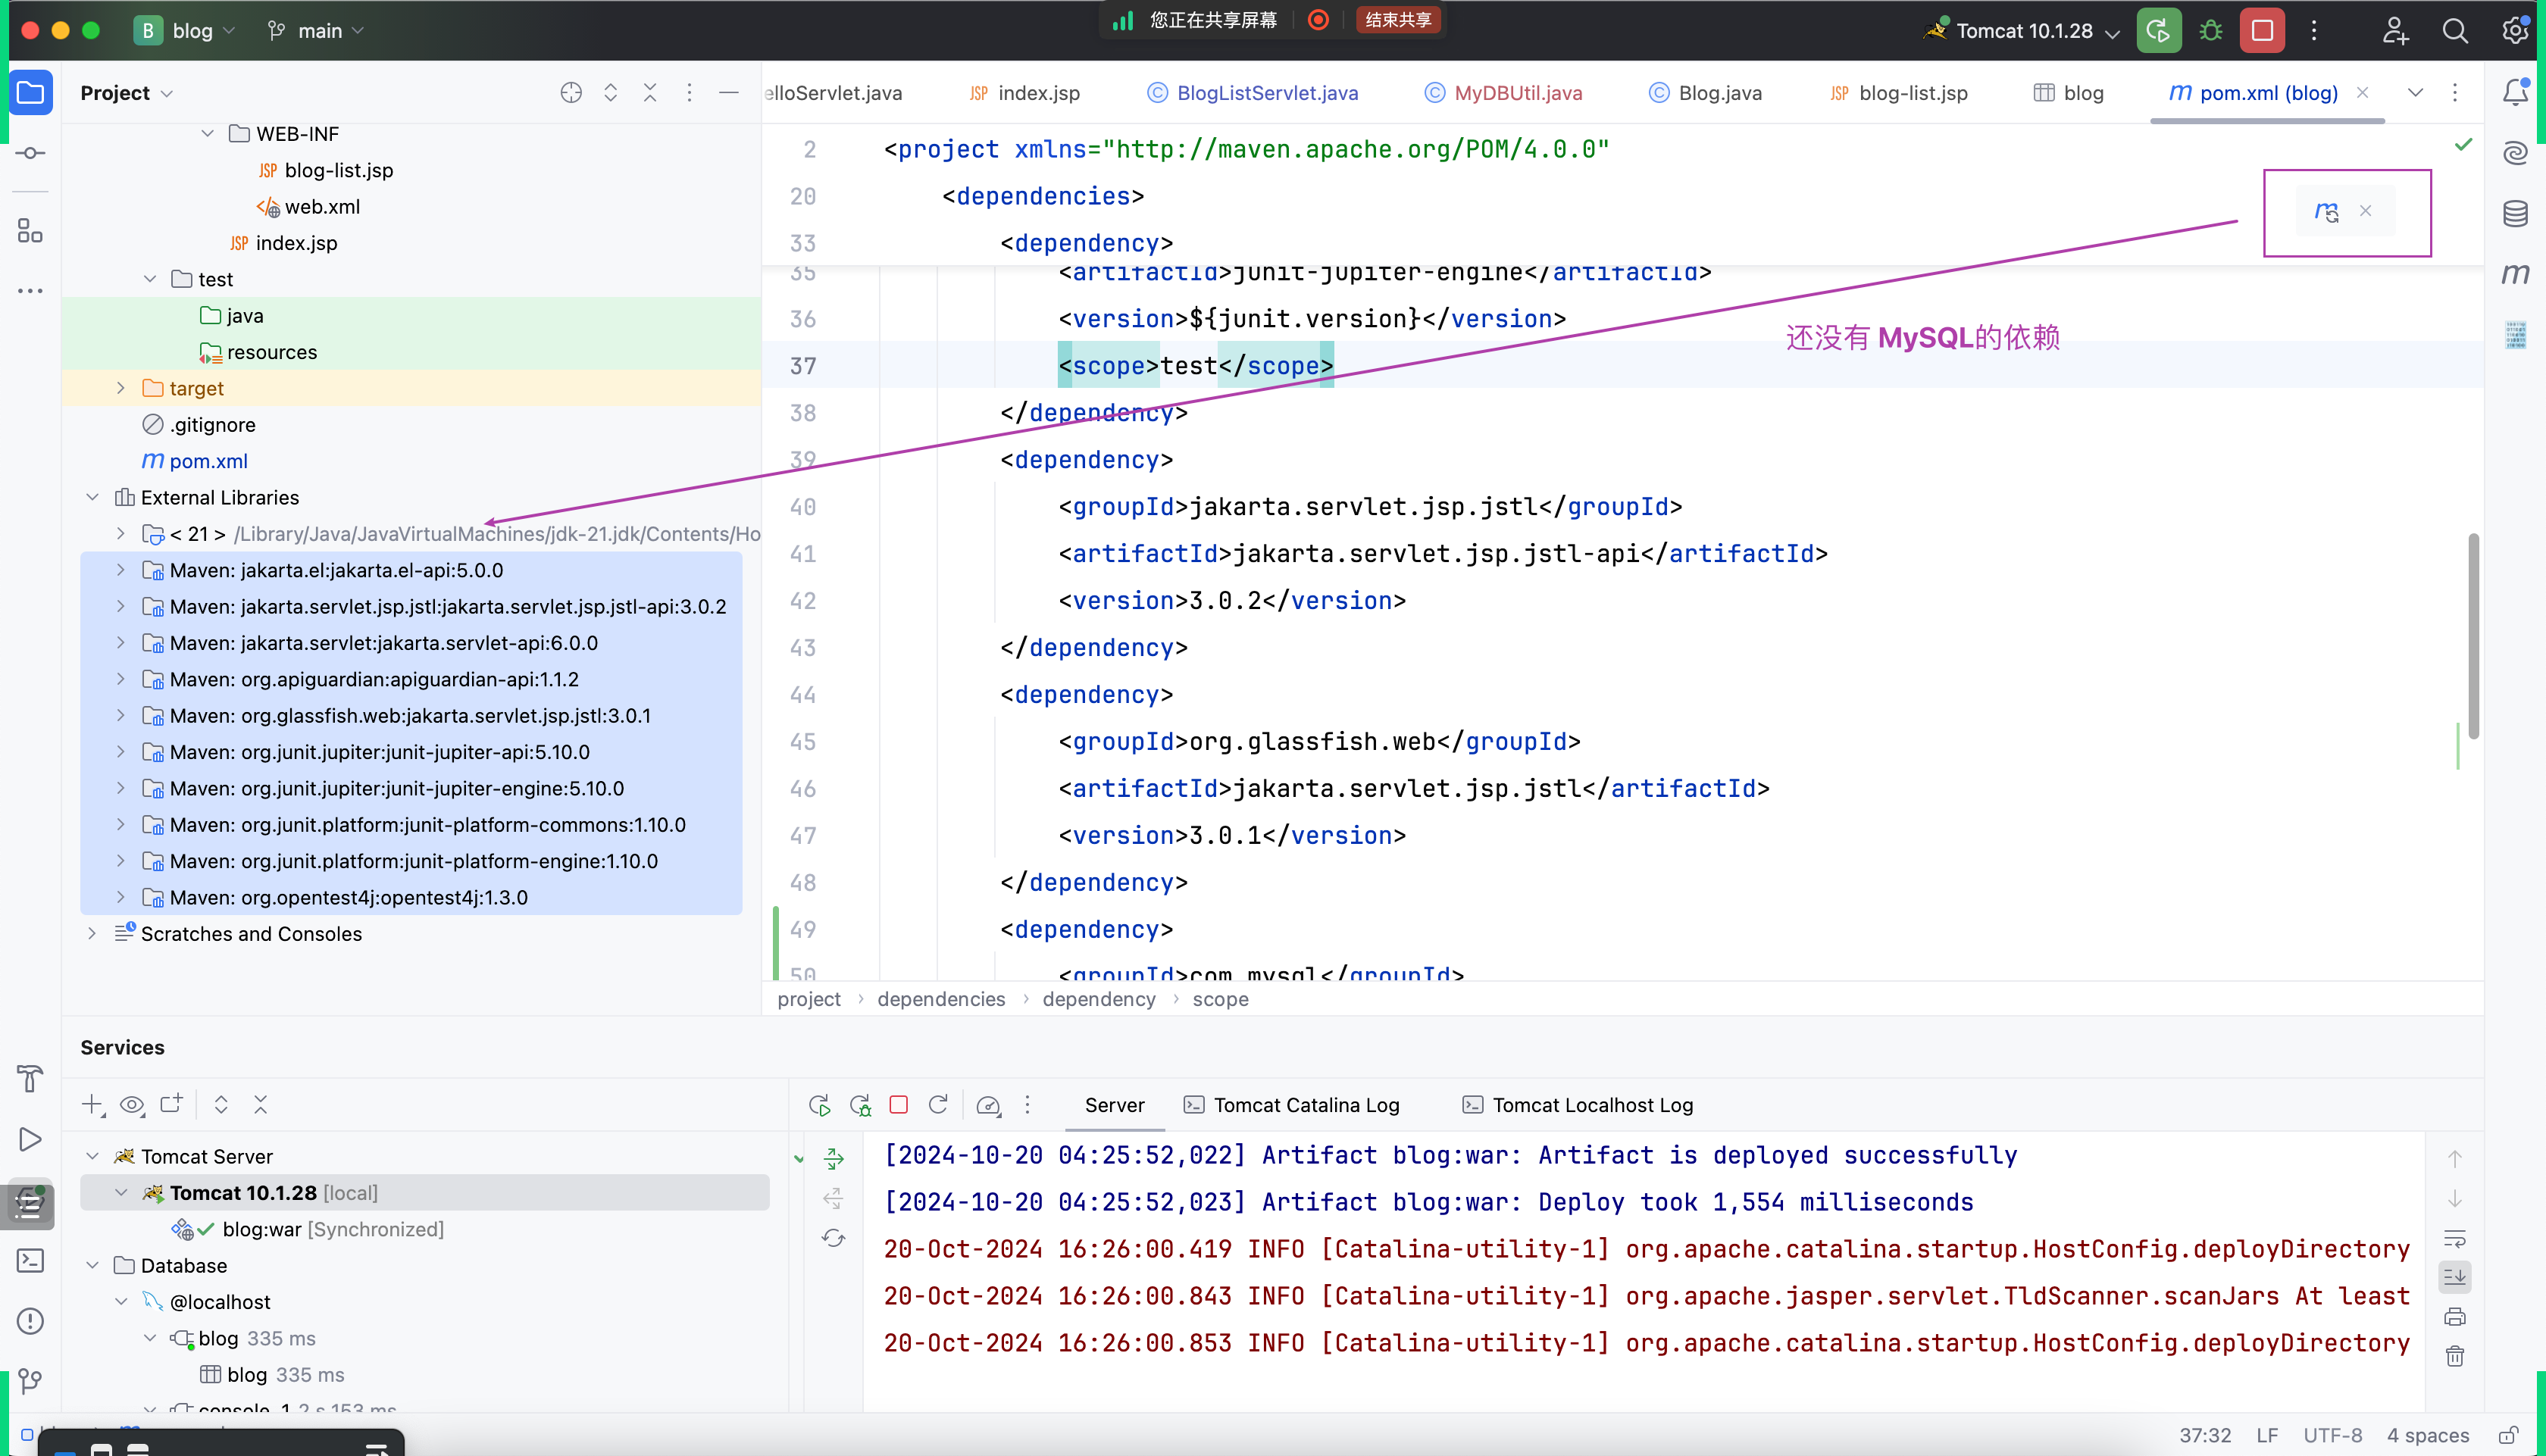 B blog main 您正在共享屏幕 结束共享 Tomcat 10.1.28
Project
WEB-INF
JSP blog-list.jsp
web.xml
JSP index.jsp
test
java
resources
target
.gitignore
m pom.xml
External Libraries
< 21 > /Library/Java/JavaVirtualMachines/jdk-21.jdk/Contents/Ho
Maven: jakarta.el:jakarta.el-api:5.0.0
Maven: jakarta.servlet.jsp.jstl:jakarta.servlet.jsp.jstl-api:3.0.2
Maven: jakarta.servlet:jakarta.servlet-api:6.0.0
Maven: org.apiguardian:apiguardian-api:1.1.2
Maven: org.glassfish.web:jakarta.servlet.jsp.jstl:3.0.1
Maven: org.junit.jupiter:junit-jupiter-api:5.10.0
Maven: org.junit.jupiter:junit-jupiter-engine:5.10.0
Maven: org.junit.platform:junit-platform-commons:1.10.0
Maven: org.junit.platform:junit-platform-engine:1.10.0
Maven: org.opentest4j:opentest4j:1.3.0
Scratches and Consoles
elloServlet.java JSP index.jsp BlogListServlet.java MyDBUtil.java Blog.java JSP blog-list.jsp blog m pom.xml (blog)
2 <project xmlns="http://maven.apache.org/POM/4.0.0"
20 <dependencies>
33 <dependency>
35 <artifactId>junit-jupiter-engine</artifactId>
36 <version>${junit.version}</version>
还没有 MySQL的依赖
37 <scope>test</scope>
38 </dependency>
39 <dependency>
40 <groupId>jakarta.servlet.jsp.jstl</groupId>
41 <artifactId>jakarta.servlet.jsp.jstl-api</artifactId>
42 <version>3.0.2</version>
43 </dependency>
44 <dependency>
45 <groupId>org.glassfish.web</groupId>
46 <artifactId>jakarta.servlet.jsp.jstl</artifactId>
47 <version>3.0.1</version>
48 </dependency>
49 <dependency>
50 <groupId>com.mysql</groupId>
project > dependencies > dependency > scope
Services
Server Tomcat Catalina Log Tomcat Localhost Log
Tomcat Server
Tomcat 10.1.28 [local]
blog:war [Synchronized]
Database
@localhost
blog 335 ms
blog 335 ms
console_1 2 s 153 ms
[2024-10-20 04:25:52,022] Artifact blog:war: Artifact is deployed successfully
[2024-10-20 04:25:52,023] Artifact blog:war: Deploy took 1,554 milliseconds
20-Oct-2024 16:26:00.419 INFO [Catalina-utility-1] org.apache.catalina.startup.HostConfig.deployDirectory
20-Oct-2024 16:26:00.843 INFO [Catalina-utility-1] org.apache.jasper.servlet.TldScanner.scanJars At least
20-Oct-2024 16:26:00.853 INFO [Catalina-utility-1] org.apache.catalina.startup.HostConfig.deployDirectory
37:32 LF UTF-8 4 spaces